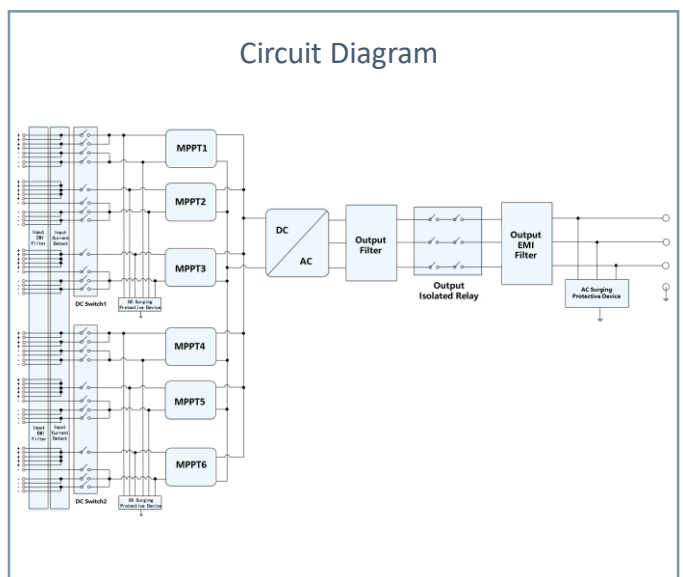 Circuit Diagram
MPPT1
MPPT2
MPPT3
Input
EMI
Filter
Input
Current
Detect
DC Switch1
DC Surging
Protective Device
MPPT4
MPPT5
MPPT6
Input
EMI
Filter
Input
Current
Detect
DC Switch2
DC Surging
Protective Device
DC
AC
Output
Filter
Output
Isolated Relay
Output
EMI
Filter
AC Surging
Protective Device